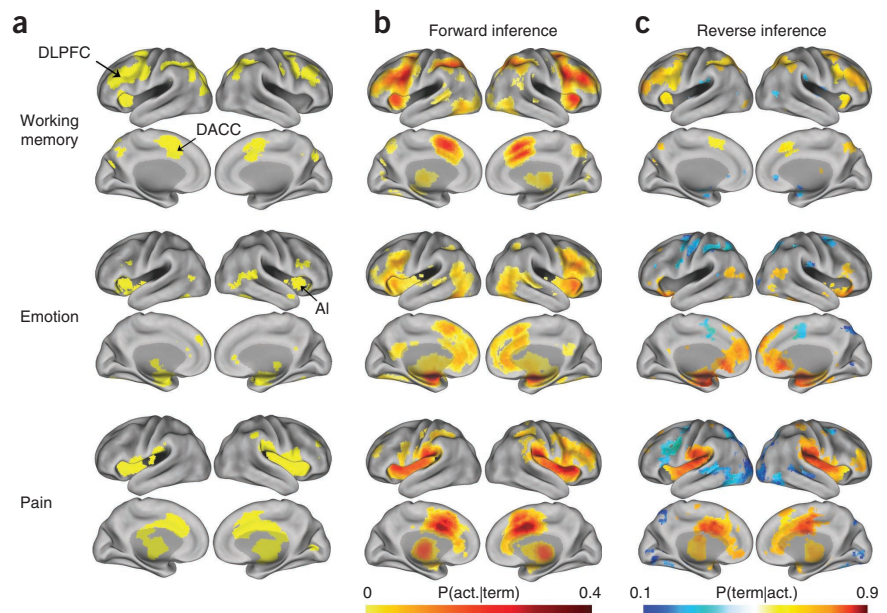 a
b
c
Forward inference
Reverse inference
DLPFC
Working
memory
DACC
Emotion
AI
Pain
0
P(act.|term)
0.4
0.1
P(term|act.)
0.9